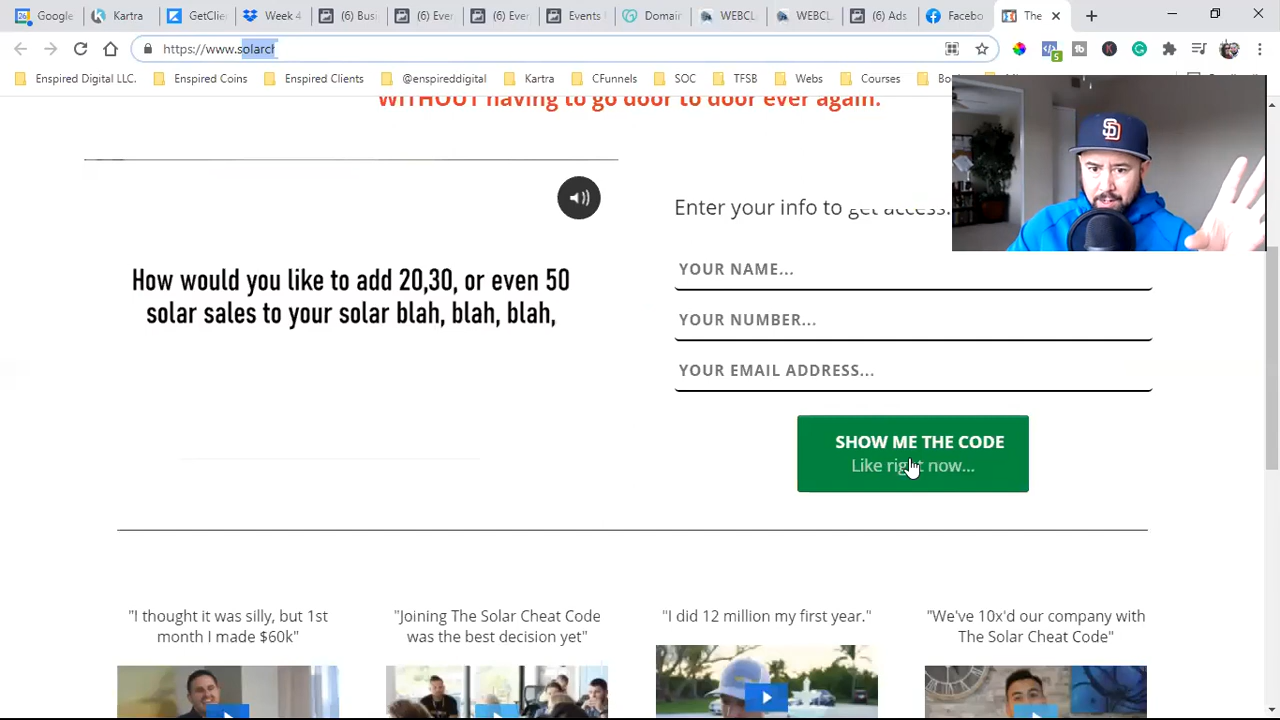 Google
Kartra
GetClie
Week 4
(6) Busi
(6) Ever
(6) Ever
Events M
Domain
WEBCL
WEBCL
(6) Ads
Facebo
The
https://www.solarch
5
Enspired Digital LLC.
Enspired Coins
Enspired Clients
@enspireddigital
Kartra
CFunnels
SOC
TFSB
Webs
Courses
WITHOUT having to go door to door ever again.
Enter your info to get access.
How would you like to add 20,30, or even 50
solar sales to your solar blah, blah, blah,
YOUR NAME...
YOUR NUMBER...
YOUR EMAIL ADDRESS...
SHOW ME THE CODE
Like right now...
"I thought it was silly, but 1st
month I made $60k"
"Joining The Solar Cheat Code
was the best decision yet"
"I did 12 million my first year."
"We've 10x'd our company with
The Solar Cheat Code"